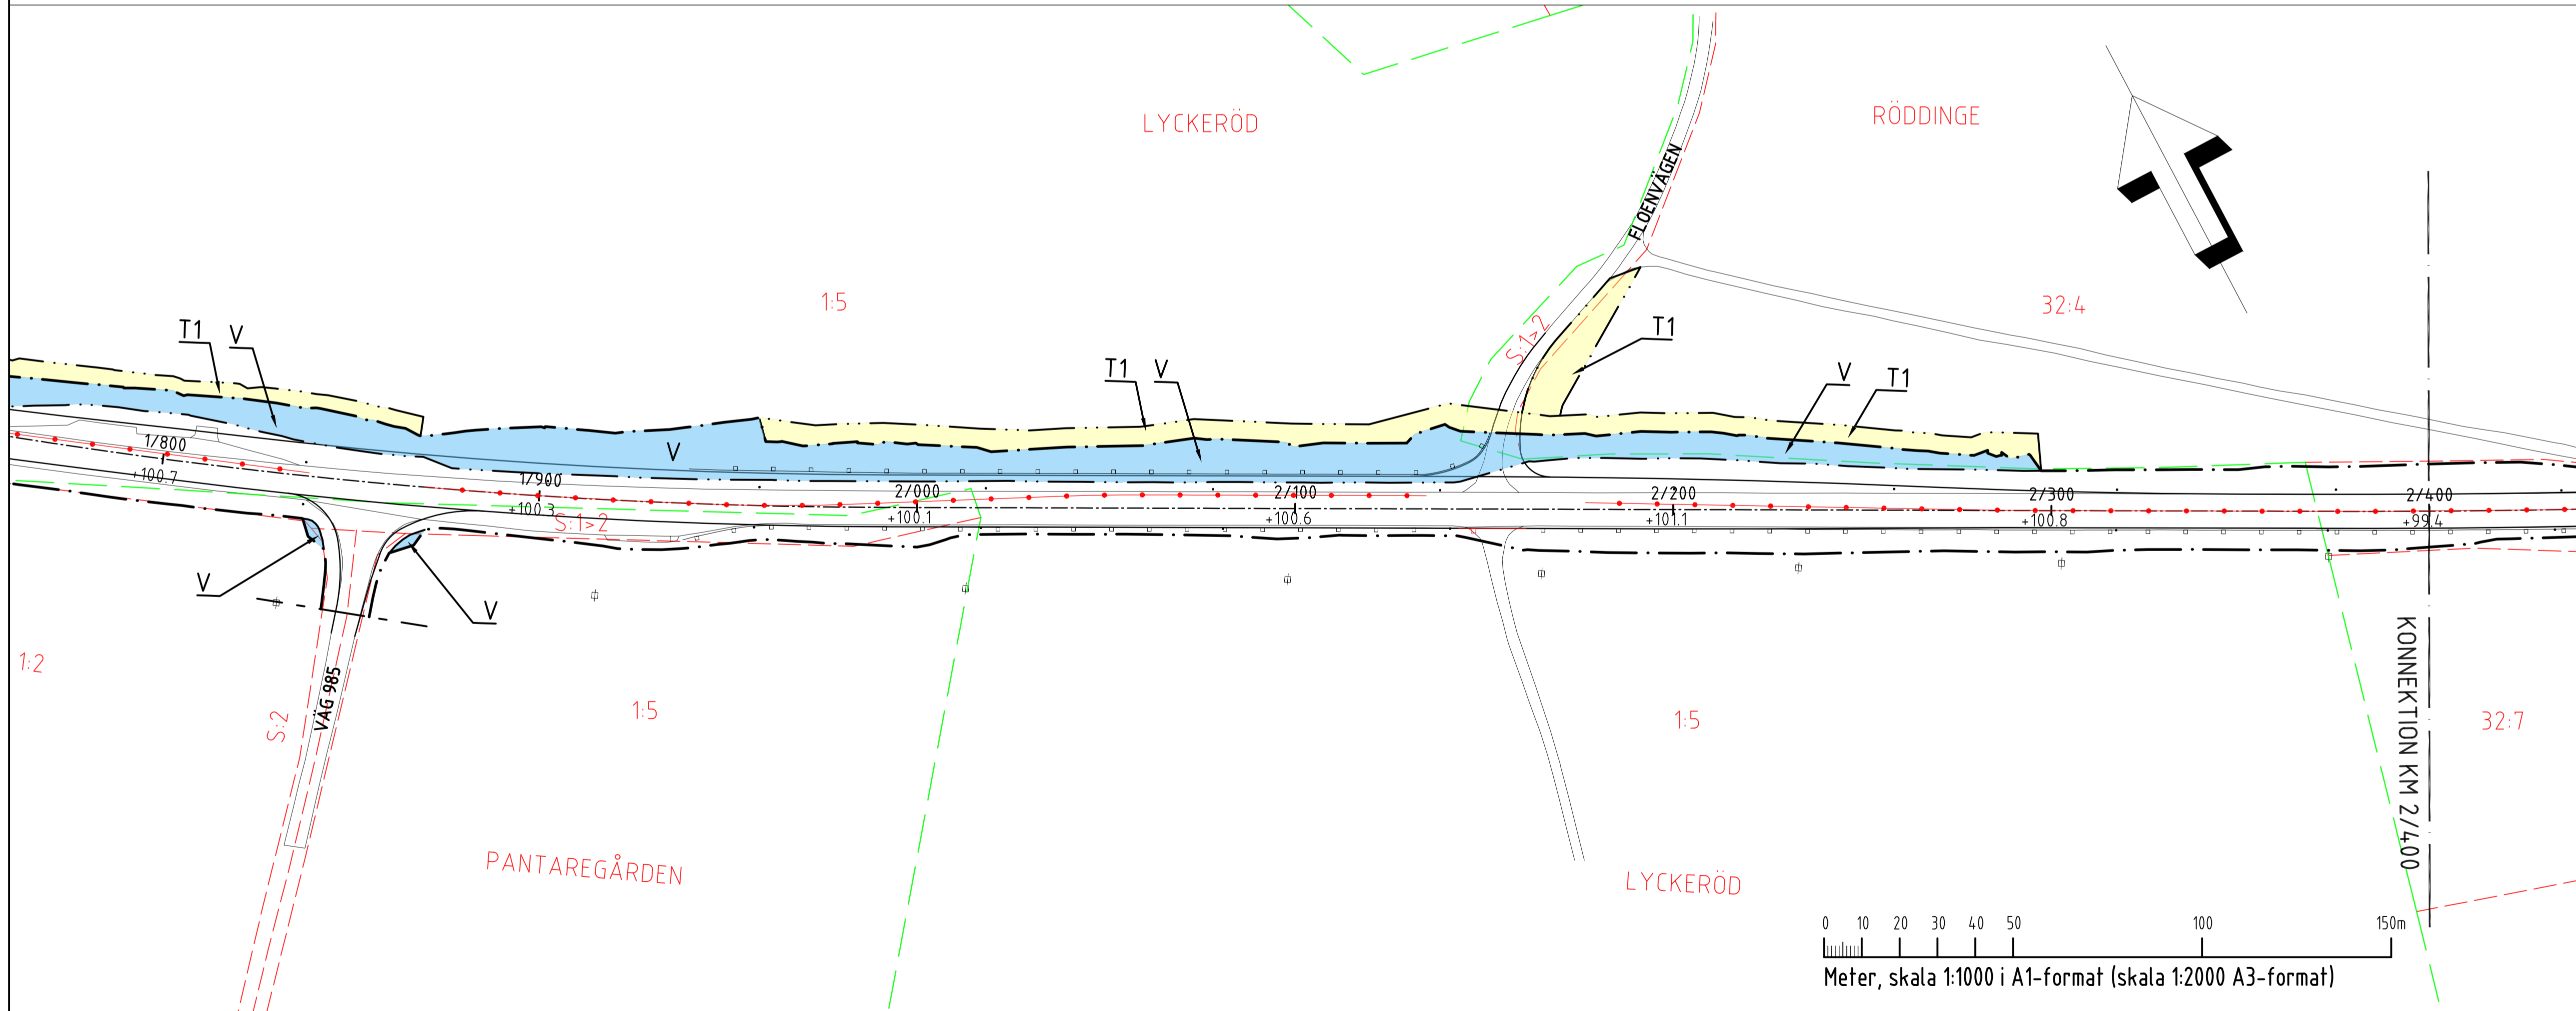 LYCKERÖD
RÖDDINGE
FLOENVÄGEN
1:5
32:4
T1
V
S:1>2
T1
T1
V
V
T1
V
1/800
+100.7
1/900
+100.3
S:1>2
2/000
+100.1
2/100
+100.6
2/200
+101.1
2/300
+100.8
2/400
+99.4
V
V
1:2
S:2
VÄG 985
1:5
1:5
32:7
KONNEKTION KM 2/400
PANTAREGÅRDEN
LYCKERÖD
0 10 20 30 40 50 100 150m
Meter, skala 1:1000 i A1-format (skala 1:2000 A3-format)